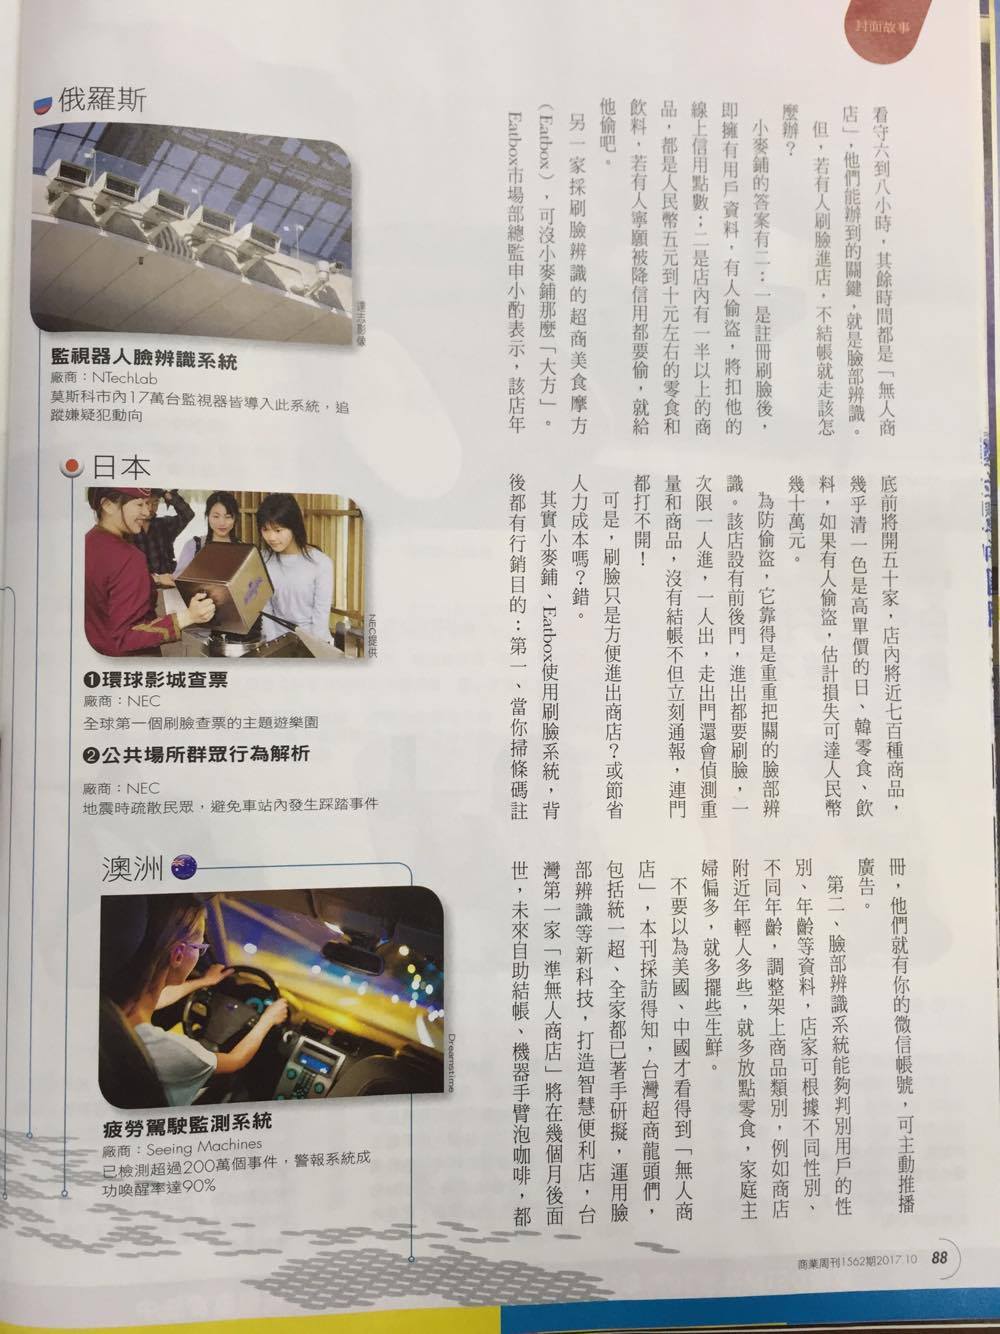 封面故事
看守六到八小時，其餘時間都是「無人商
店」，他們能辦到的關鍵，就是臉部辨識。
但，若有人刷臉進店，不結帳就走該怎
麼辦？
小麥鋪的答案有二：一是註冊刷臉後，
即擁有用戶資料，有人偷盜，將扣他的
線上信用點數；二是店內有一半以上的商
品，都是人民幣五元到十元左右的零食和
飲料，若有人寧願被降信用都要偷，就給
他偷吧。
另一家採刷臉辨識的超商美食摩方
（Eatbox），可沒小麥鋪那麼「大方」。
Eatbox市場部總監申小酌表示，該店年
底前將開五十家，店內將近七百種商品，
幾乎清一色是高單價的日、韓零食、飲
料，如果有人偷盜，估計損失可達人民幣
幾十萬元。
為防偷盜，它靠得是重重把關的臉部辨
識。該店設有前後門，進出都要刷臉，一
次限一人進，一人出，走出門還會偵測重
量和商品，沒有結帳不但立刻通報，連門
都打不開！
可是，刷臉只是方便進出商店？或節省
人力成本嗎？錯。
其實小麥鋪、Eatbox使用刷臉系統，背
後都有行銷目的：第一、當你掃條碼註
冊，他們就有你的微信帳號，可主動推播
廣告。
第二、臉部辨識系統能夠判別用戶的性
別、年齡等資料，店家可根據不同性別、
不同年齡，調整架上商品類別，例如商店
附近年輕人多些，就多放點零食，家庭主
婦偏多，就多擺些生鮮。
不要以為美國、中國才看得到「無人商
店」，本刊採訪得知，台灣超商龍頭們，
包括統一超、全家都已著手研擬，運用臉
部辨識等新科技，打造智慧便利店，台
灣第一家「準無人商店」將在幾個月後面
世，未來自助結帳、機器手臂泡咖啡，都
俄羅斯
達志影像
監視器人臉辨識系統
廠商：NTechLab
莫斯科市內17萬台監視器皆導入此系統，追
蹤嫌疑犯動向
日本
NEC提供
❶環球影城查票
廠商：NEC
全球第一個刷臉查票的主題遊樂園
❷公共場所群眾行為解析
廠商：NEC
地震時疏散民眾，避免車站內發生踩踏事件
澳洲
Dreamstime
疲勞駕駛監測系統
廠商：Seeing Machines
已檢測超過200萬個事件，警報系統成
功喚醒率達90%
商業周刊1562期2017.10 88